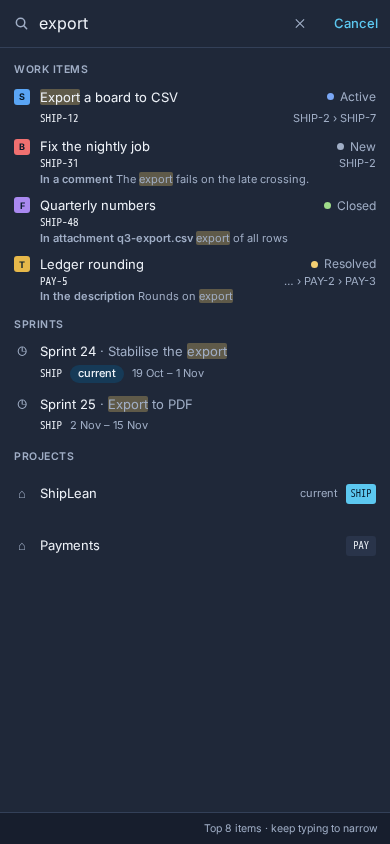 export
Cancel
WORK ITEMS
S Export a board to CSV Active
SHIP-12 SHIP-2 › SHIP-7
B Fix the nightly job New
SHIP-31 SHIP-2
In a comment The export fails on the late crossing.
F Quarterly numbers Closed
SHIP-48
In attachment q3-export.csv export of all rows
T Ledger rounding Resolved
PAY-5 … › PAY-2 › PAY-3
In the description Rounds on export
SPRINTS
Sprint 24 · Stabilise the export
SHIP current 19 Oct – 1 Nov
Sprint 25 · Export to PDF
SHIP 2 Nov – 15 Nov
PROJECTS
ShipLean current SHIP
Payments PAY
Top 8 items · keep typing to narrow